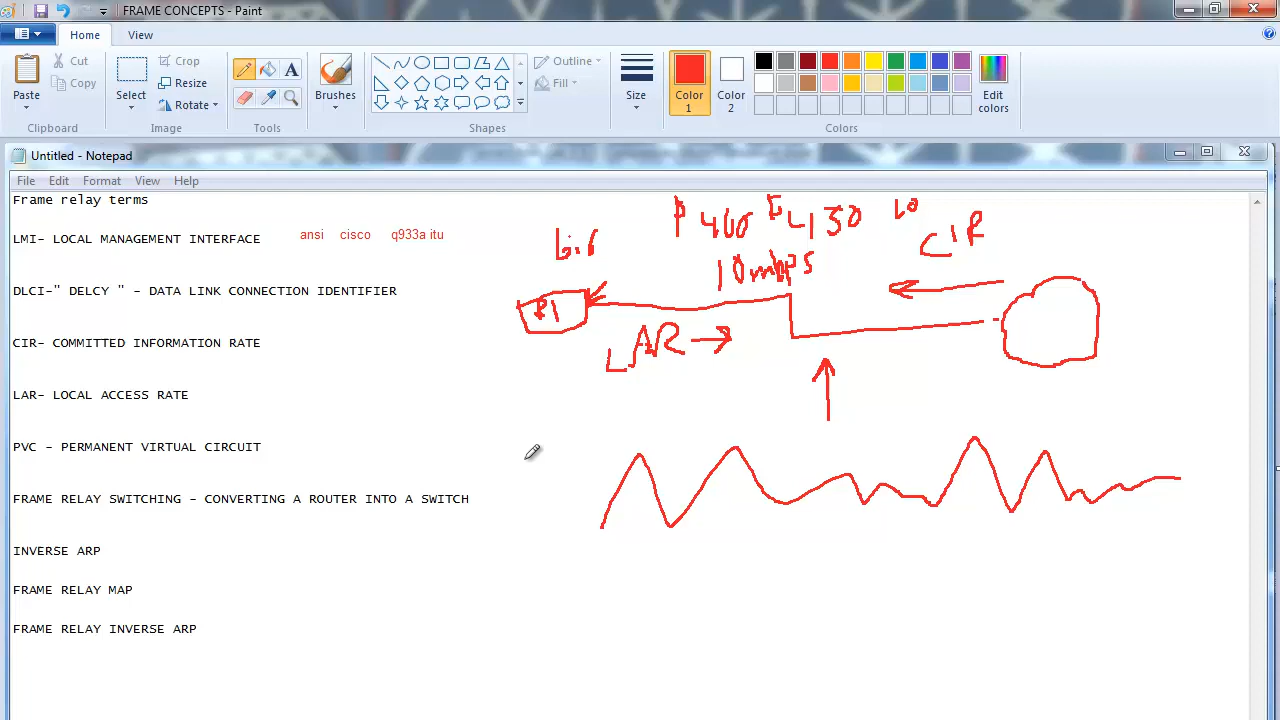 FRAME CONCEPTS - Paint
Home View
Paste
Cut
Copy
Clipboard
Select
Crop
Resize
Rotate
Image
A
Tools
Brushes
Outline
Fill
Shapes
Size
Color 1
Color 2
Edit colors
Colors
Untitled - Notepad
File Edit Format View Help
Frame relay terms
LMI- LOCAL MANAGEMENT INTERFACE ansi cisco q933a itu
DLCI-" DELCY " - DATA LINK CONNECTION IDENTIFIER
CIR- COMMITTED INFORMATION RATE
LAR- LOCAL ACCESS RATE
PVC - PERMANENT VIRTUAL CIRCUIT
FRAME RELAY SWITCHING - CONVERTING A ROUTER INTO A SWITCH
INVERSE ARP
FRAME RELAY MAP
FRAME RELAY INVERSE ARP
400 430 10
CIR
10mbps
R1
LAR